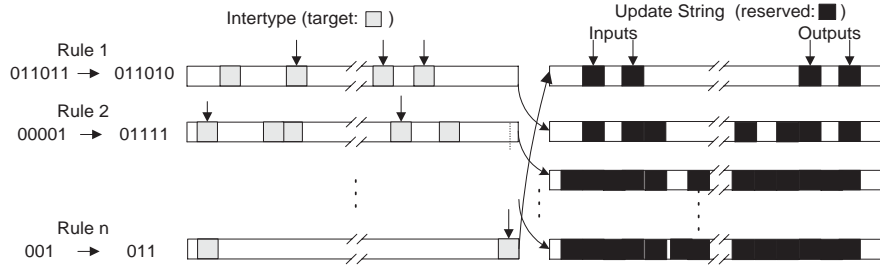 Intertype (target: )
Update String (reserved: )
Inputs
Outputs
Rule 1
011011 → 011010
Rule 2
00001 → 01111
Rule n
001 → 011